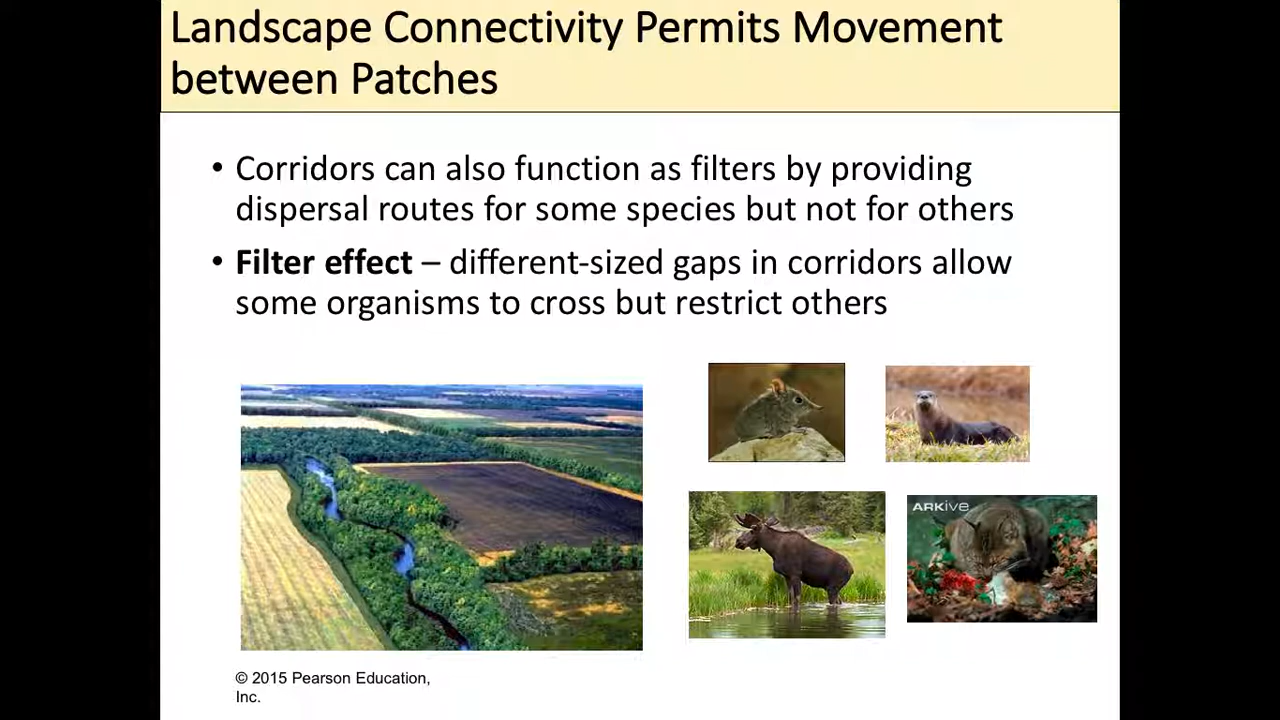 Landscape Connectivity Permits Movement
between Patches
• Corridors can also function as filters by providing
dispersal routes for some species but not for others
• Filter effect – different-sized gaps in corridors allow
some organisms to cross but restrict others
ARKive
© 2015 Pearson Education,
Inc.